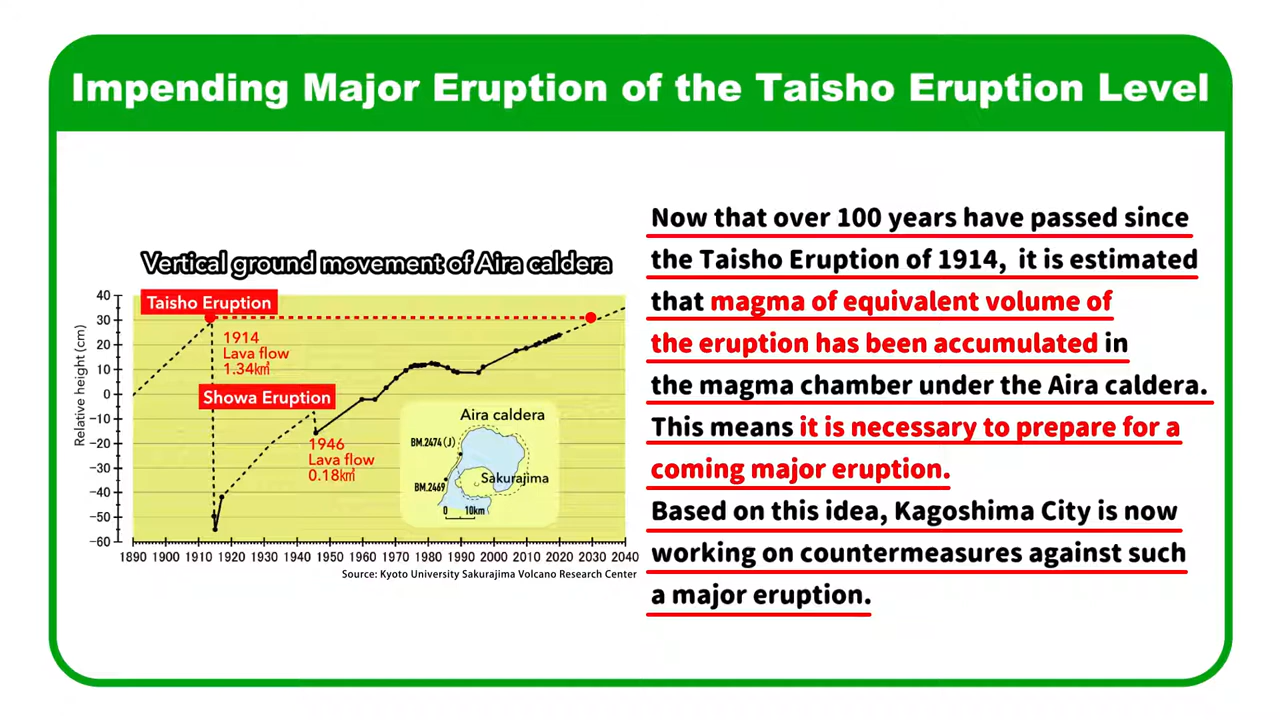 Impending Major Eruption of the Taisho Eruption Level
Vertical ground movement of Aira caldera
Relative height (cm)
40
30
20
10
0
-10
-20
-30
-40
-50
-60
Taisho Eruption
1914
Lava flow
1.34㎦
Showa Eruption
1946
Lava flow
0.18㎦
Aira caldera
BM.2474 (J)
BM.2469
Sakurajima
0 10km
1890 1900 1910 1920 1930 1940 1950 1960 1970 1980 1990 2000 2010 2020 2030 2040
Source: Kyoto University Sakurajima Volcano Research Center
Now that over 100 years have passed since
the Taisho Eruption of 1914, it is estimated
that magma of equivalent volume of
the eruption has been accumulated in
the magma chamber under the Aira caldera.
This means it is necessary to prepare for a
coming major eruption.
Based on this idea, Kagoshima City is now
working on countermeasures against such
a major eruption.